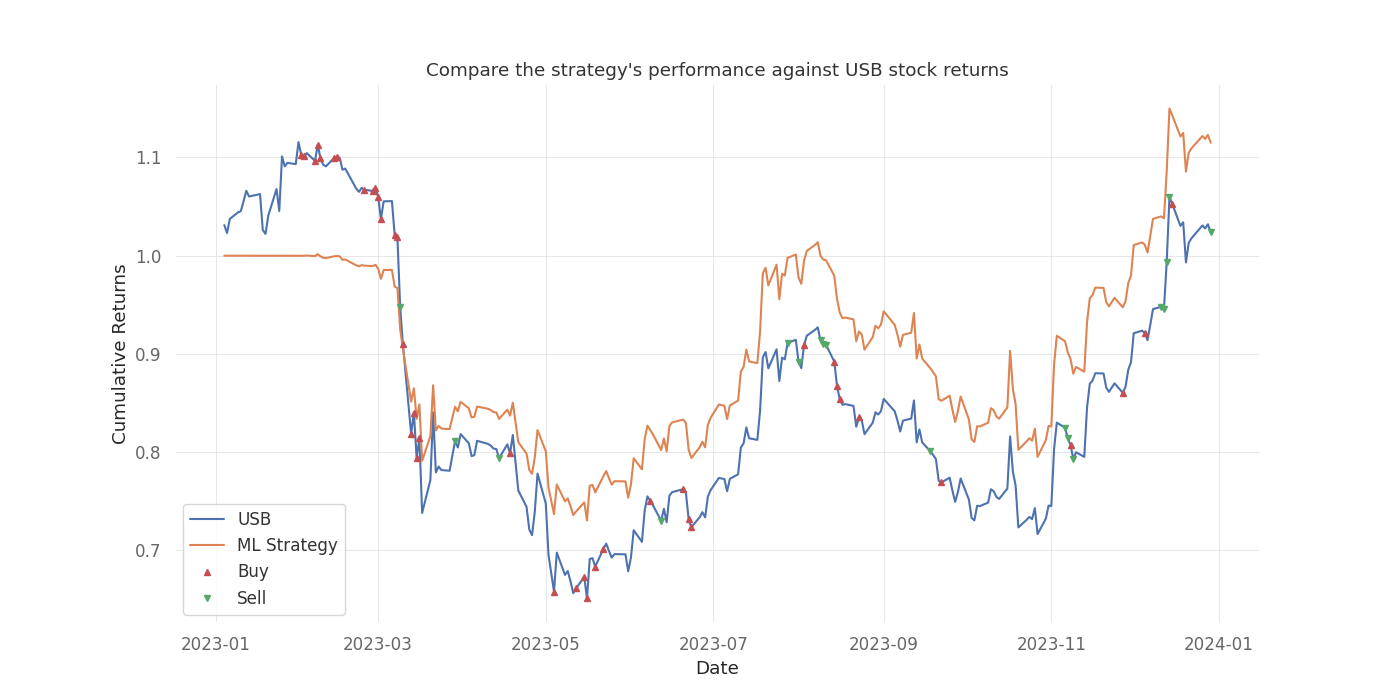 Compare the strategy's performance against USB stock returns
Cumulative Returns
1.1
1.0
0.9
0.8
0.7
USB
ML Strategy
Buy
Sell
2023-01
2023-03
2023-05
2023-07
2023-09
2023-11
2024-01
Date